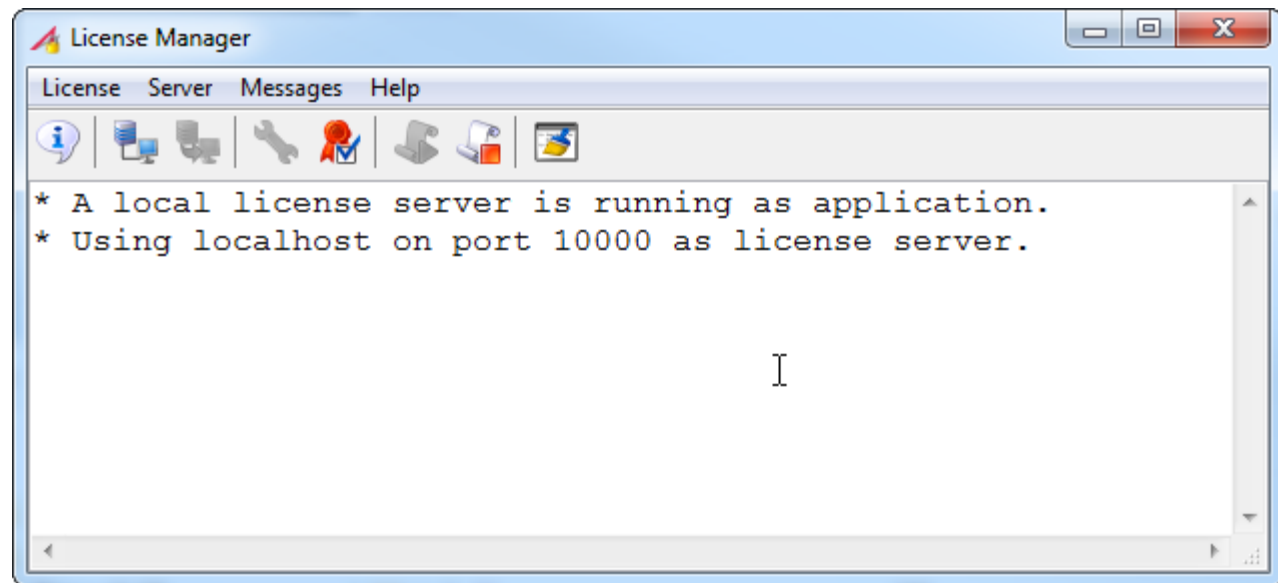 License Manager
License Server Messages Help
* A local license server is running as application.
* Using localhost on port 10000 as license server.